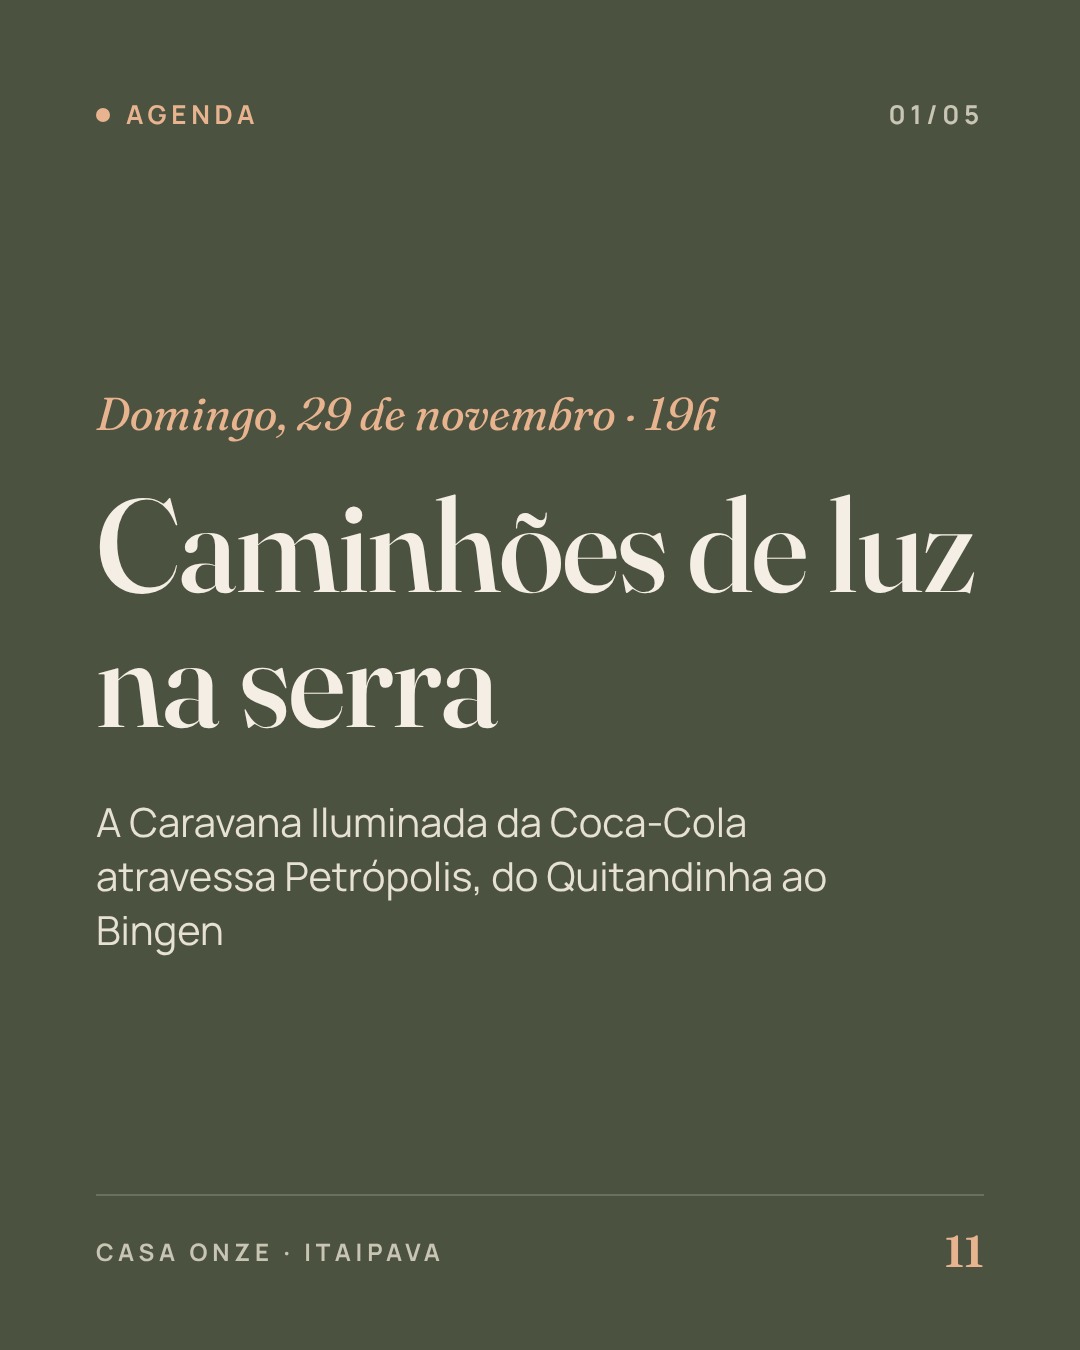 AGENDA
01/05
Domingo, 29 de novembro · 19h
Caminhões de luz
na serra
A Caravana Iluminada da Coca-Cola
atravessa Petrópolis, do Quitandinha ao
Bingen
CASA ONZE · ITAIPAVA
11